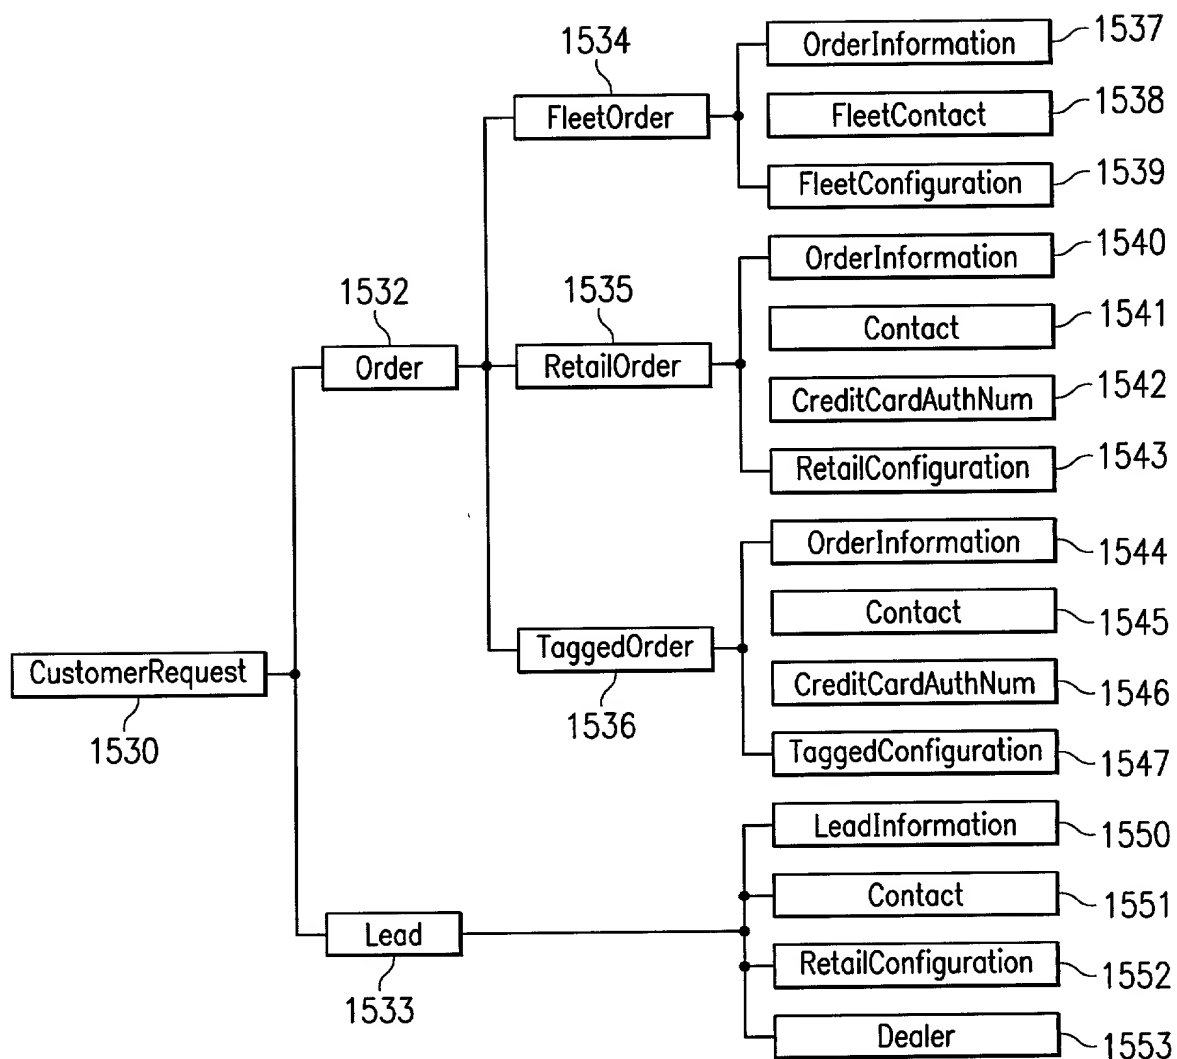 1534
FleetOrder
OrderInformation
1537
FleetContact
1538
FleetConfiguration
1539
1532
Order
1535
RetailOrder
OrderInformation
1540
Contact
1541
CreditCardAuthNum
1542
RetailConfiguration
1543
TaggedOrder
1536
OrderInformation
1544
Contact
1545
CreditCardAuthNum
1546
TaggedConfiguration
1547
CustomerRequest
1530
Lead
1533
LeadInformation
1550
Contact
1551
RetailConfiguration
1552
Dealer
1553